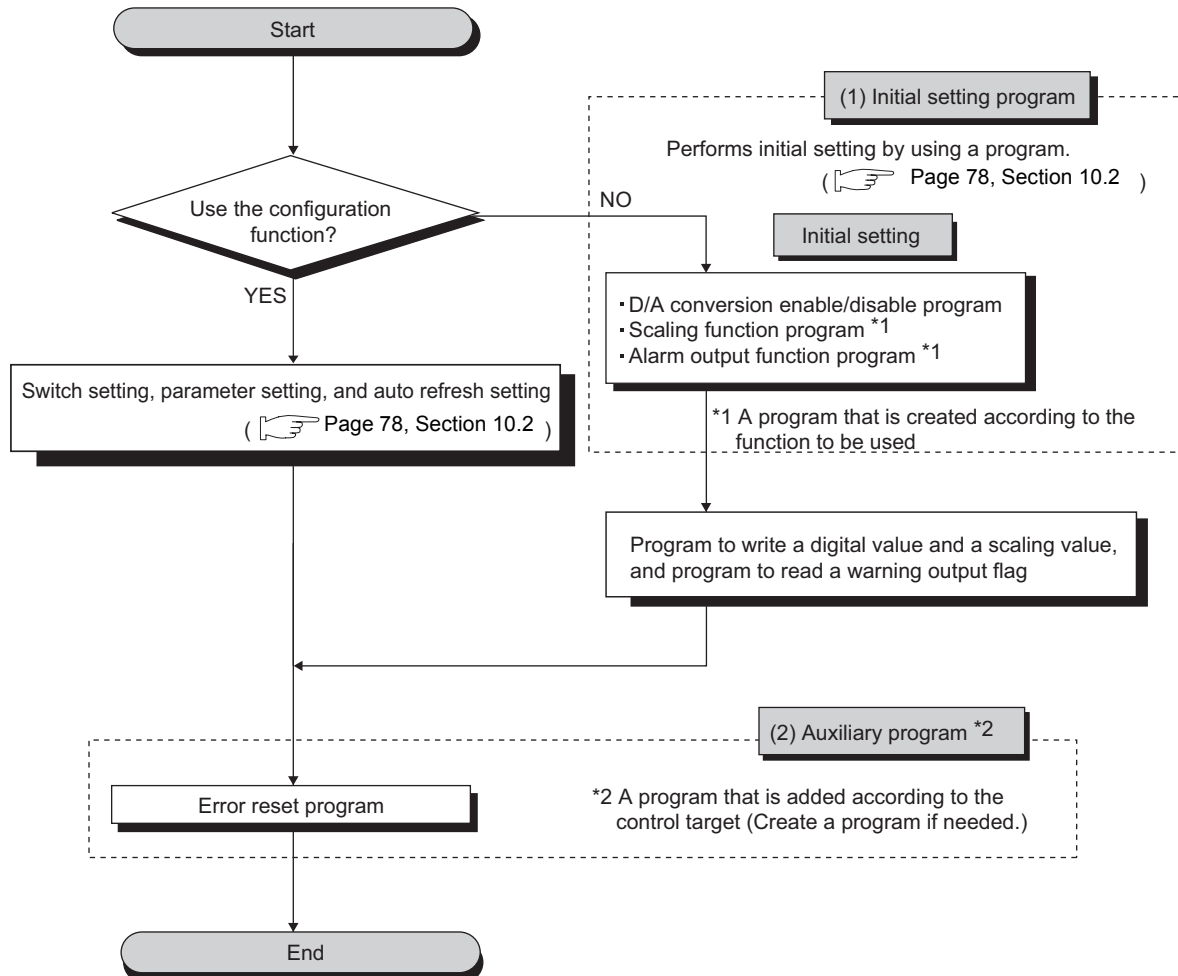 Start
(1) Initial setting program
Performs initial setting by using a program.
( Page 78, Section 10.2 )
Use the configuration
function?
NO
Initial setting
YES
・D/A conversion enable/disable program
・Scaling function program *1
・Alarm output function program *1
Switch setting, parameter setting, and auto refresh setting
( Page 78, Section 10.2 )
*1 A program that is created according to the
function to be used
Program to write a digital value and a scaling value,
and program to read a warning output flag
(2) Auxiliary program *2
Error reset program
*2 A program that is added according to the
control target (Create a program if needed.)
End